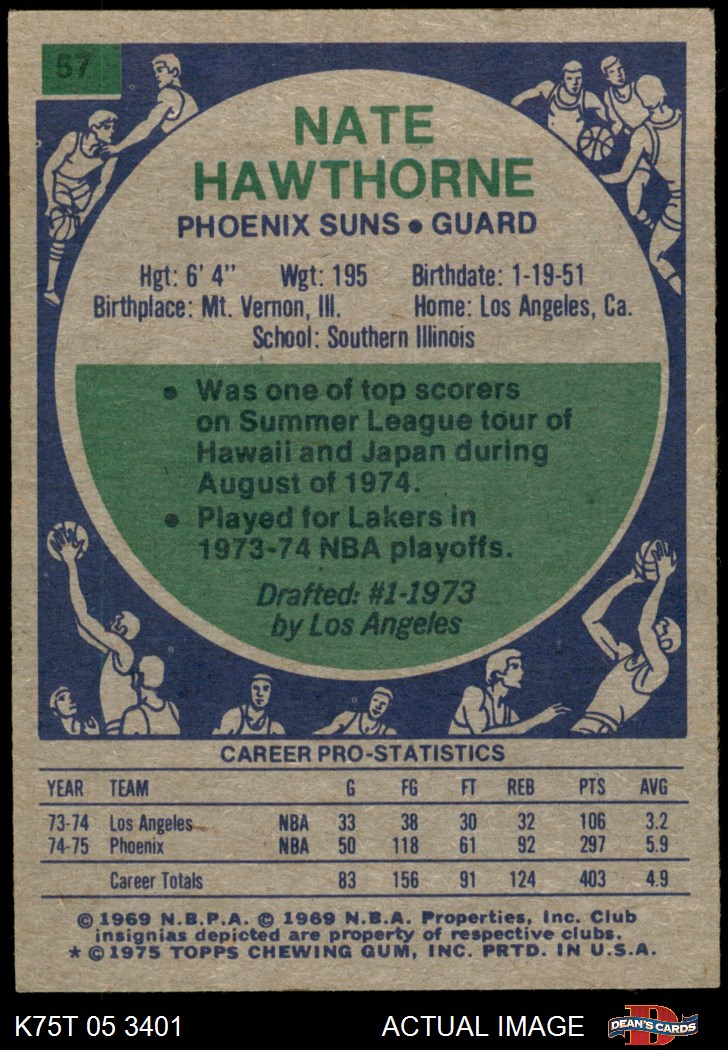 57
NATE
HAWTHORNE
PHOENIX SUNS • GUARD
Hgt: 6' 4" Wgt: 195 Birthdate: 1-19-51
Birthplace: Mt. Vernon, Ill. Home: Los Angeles, Ca.
School: Southern Illinois
• Was one of top scorers
on Summer League tour of
Hawaii and Japan during
August of 1974.
• Played for Lakers in
1973-74 NBA playoffs.
Drafted: #1-1973
by Los Angeles
CAREER PRO-STATISTICS
YEAR TEAM G FG FT REB PTS AVG
73-74 Los Angeles NBA 33 38 30 32 106 3.2
74-75 Phoenix NBA 50 118 61 92 297 5.9
Career Totals 83 156 91 124 403 4.9
© 1969 N.B.P.A. © 1969 N.B.A. Properties, Inc. Club
insignias depicted are property of respective clubs.
* © 1975 TOPPS CHEWING GUM, INC. PRTD. IN U.S.A.
K75T 05 3401 ACTUAL IMAGE D DEAN'S CARDS